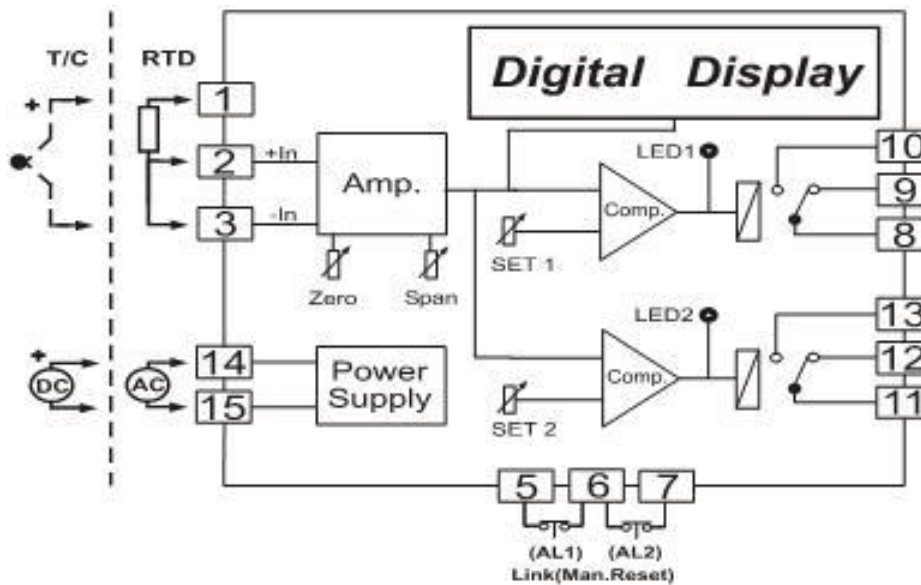 T/C
RTD
Digital Display
+
1
2
3
+In
-In
Amp.
Zero
Span
SET 1
Comp.
LED1
10
9
8
+
DC
AC
14
15
Power
Supply
SET 2
Comp.
LED2
13
12
11
5
6
7
(AL1)
(AL2)
Link(Man.Reset)